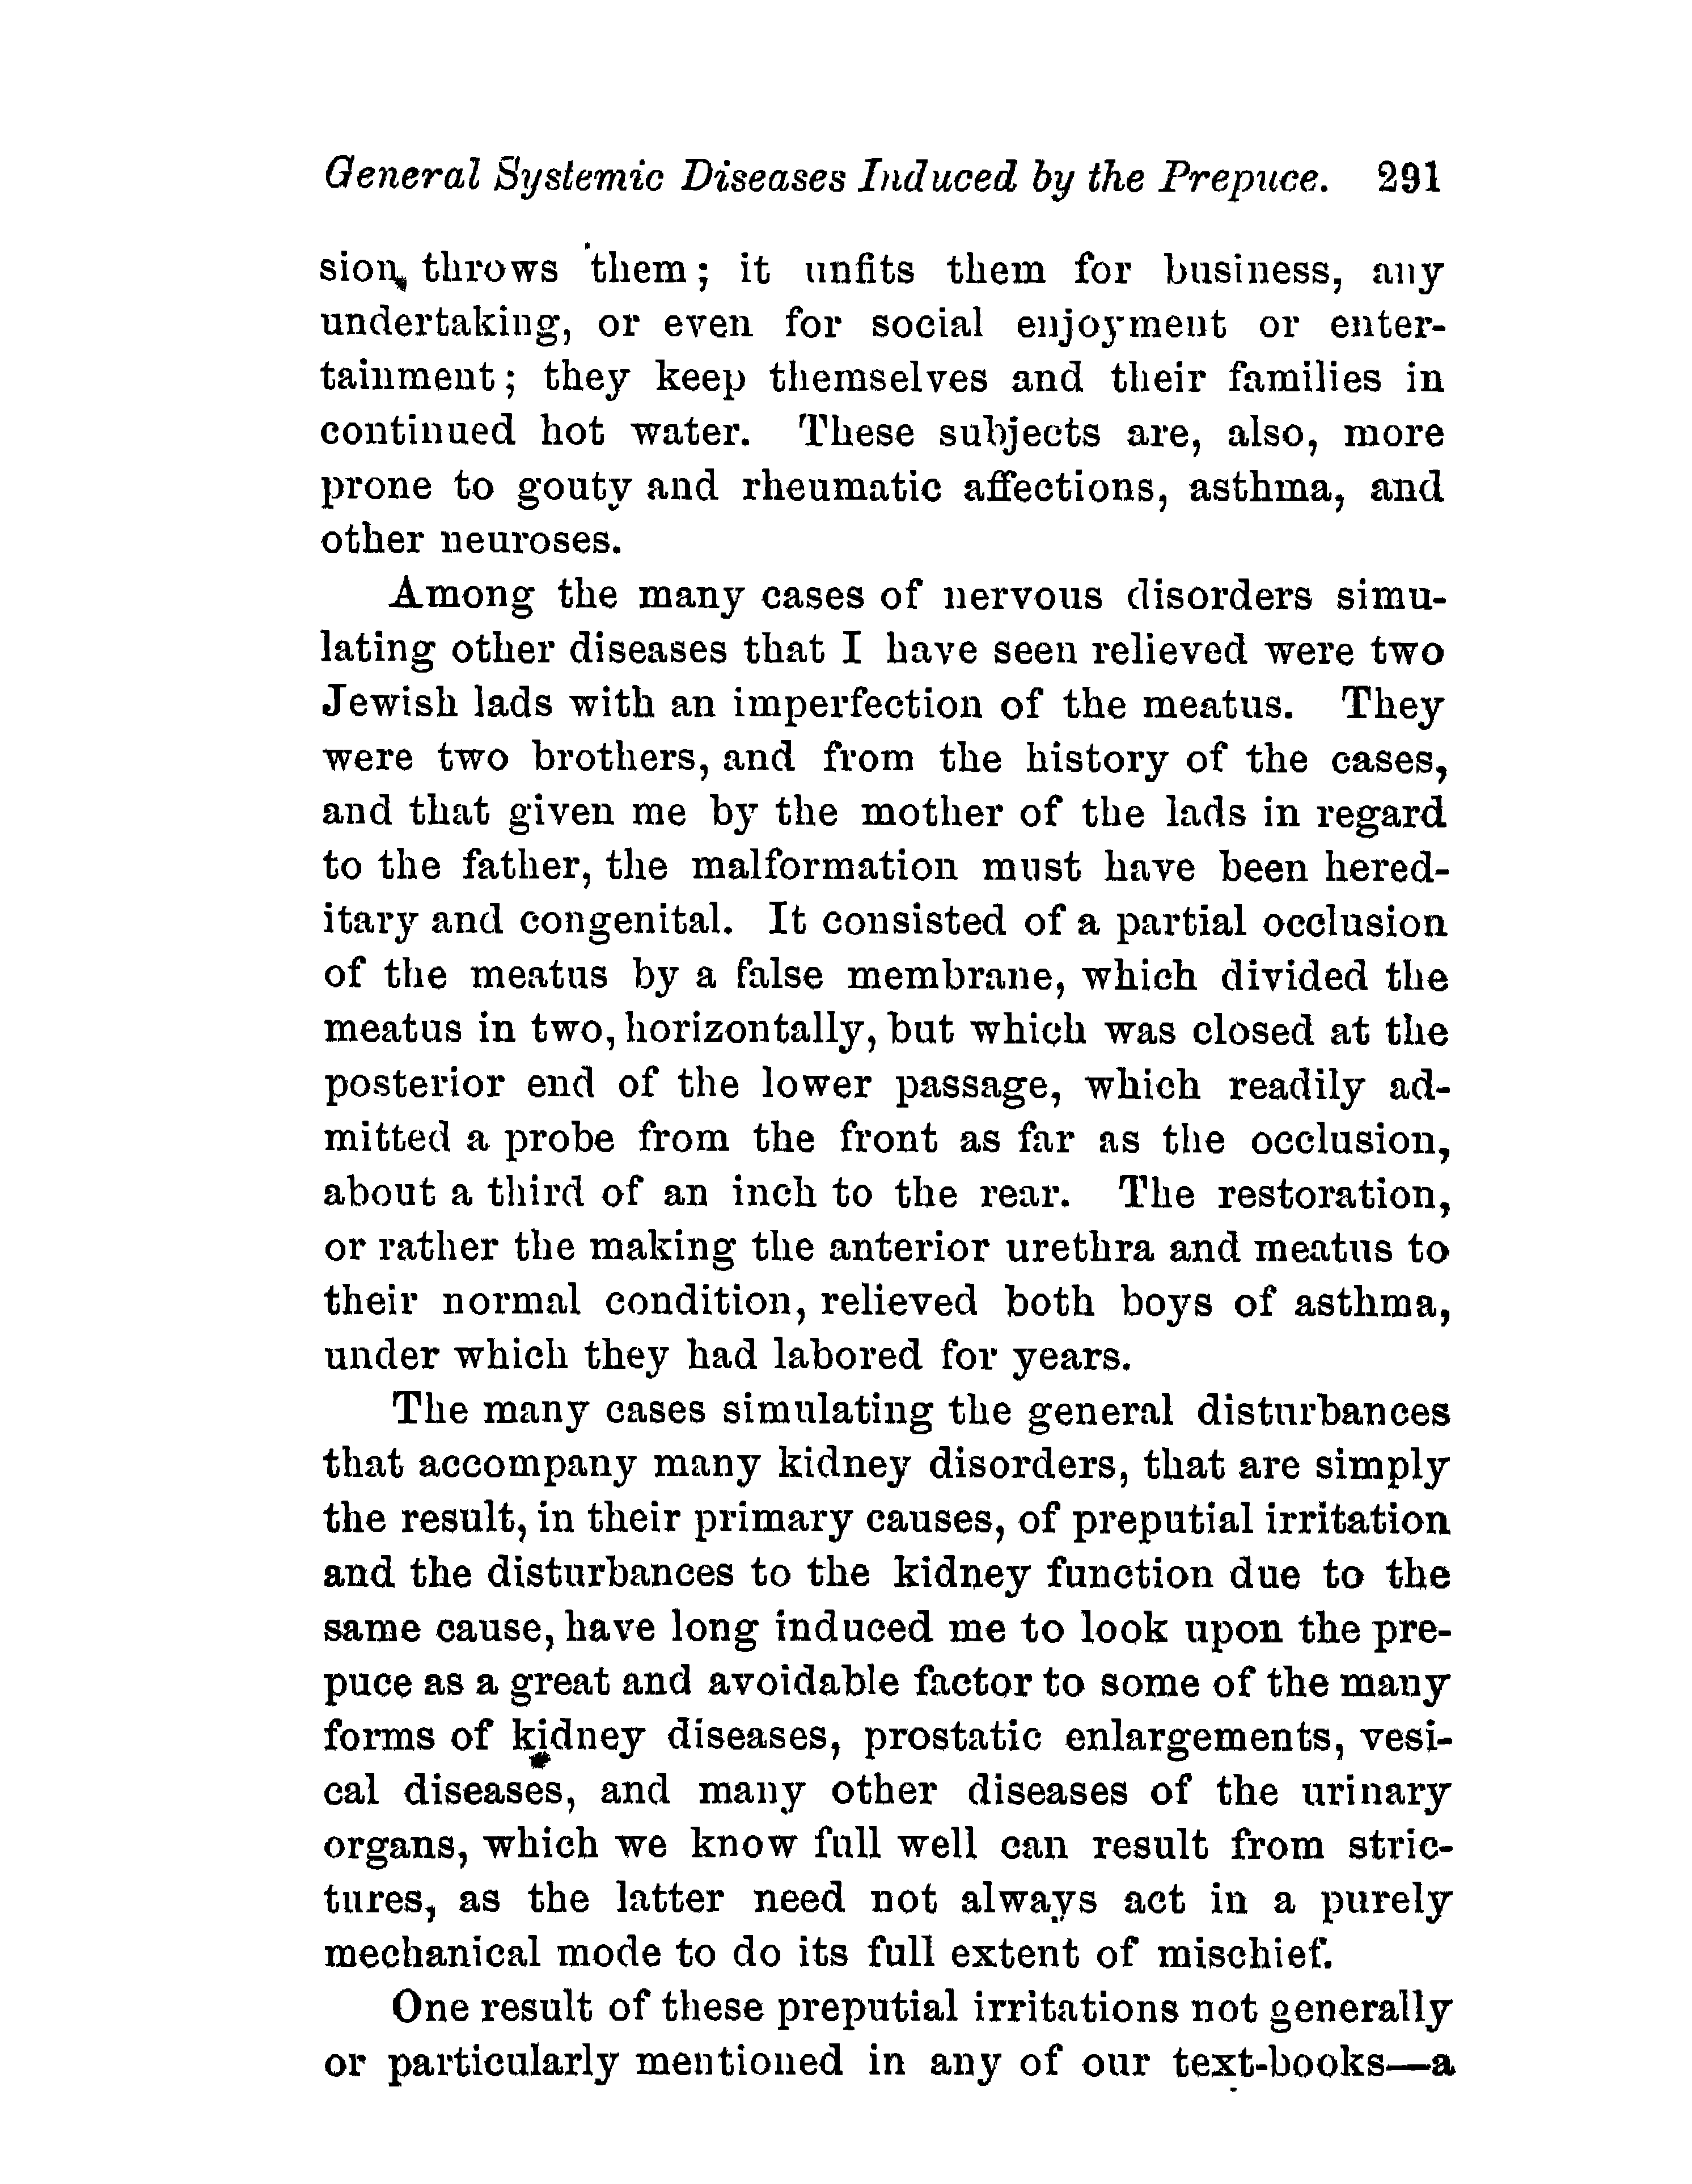 General Systemic Diseases Induced by the Prepuce. 291
sion, throws them; it unfits them for business, any
undertaking, or even for social enjoyment or enter-
tainment; they keep themselves and their families in
continued hot water. These subjects are, also, more
prone to gouty and rheumatic affections, asthma, and
other neuroses.
Among the many cases of nervous disorders simu-
lating other diseases that I have seen relieved were two
Jewish lads with an imperfection of the meatus. They
were two brothers, and from the history of the cases,
and that given me by the mother of the lads in regard
to the father, the malformation must have been hered-
itary and congenital. It consisted of a partial occlusion
of the meatus by a false membrane, which divided the
meatus in two, horizontally, but which was closed at the
posterior end of the lower passage, which readily ad-
mitted a probe from the front as far as the occlusion,
about a third of an inch to the rear. The restoration,
or rather the making the anterior urethra and meatus to
their normal condition, relieved both boys of asthma,
under which they had labored for years.
The many cases simulating the general disturbances
that accompany many kidney disorders, that are simply
the result, in their primary causes, of preputial irritation
and the disturbances to the kidney function due to the
same cause, have long induced me to look upon the pre-
puce as a great and avoidable factor to some of the many
forms of kidney diseases, prostatic enlargements, vesi-
cal diseases, and many other diseases of the urinary
organs, which we know full well can result from stric-
tures, as the latter need not always act in a purely
mechanical mode to do its full extent of mischief.
One result of these preputial irritations not generally
or particularly mentioned in any of our text-books—a